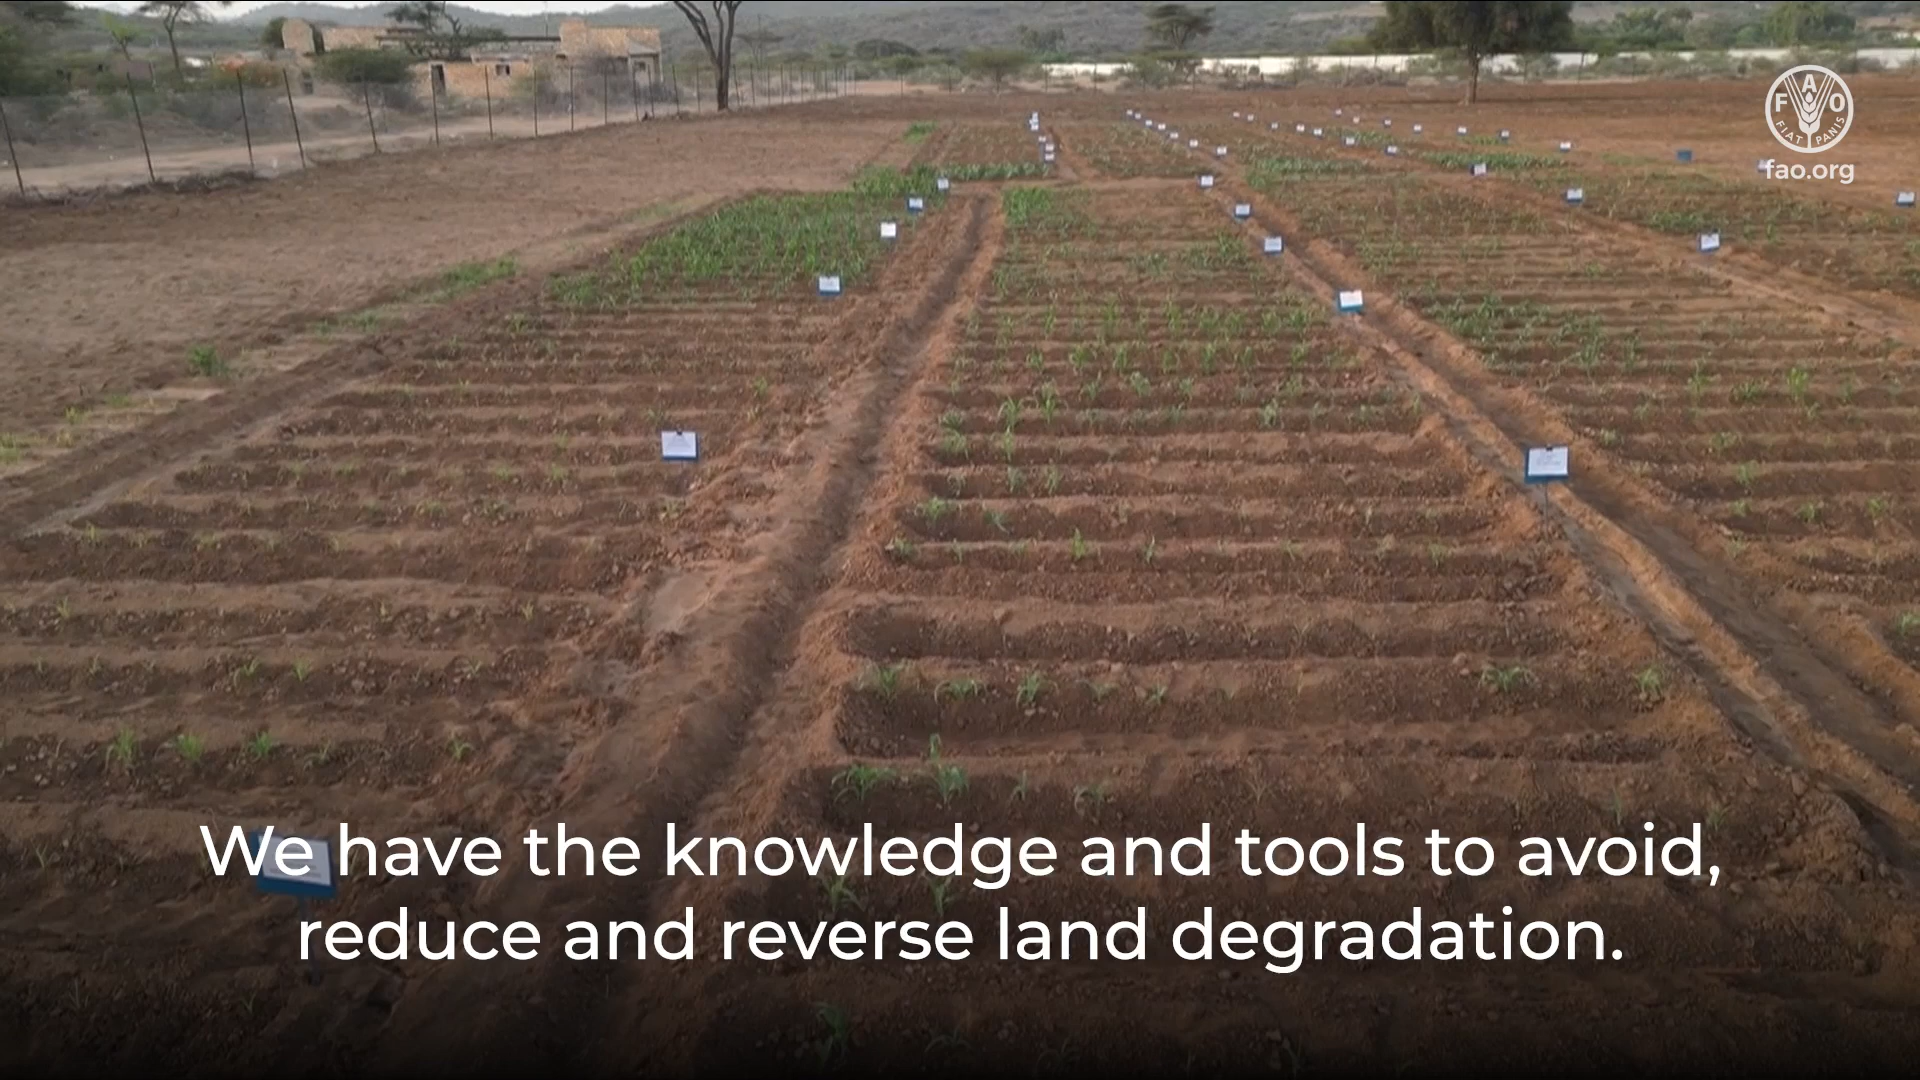 F A O
FIAT PANIS
fao.org
We have the knowledge and tools to avoid,
reduce and reverse land degradation.